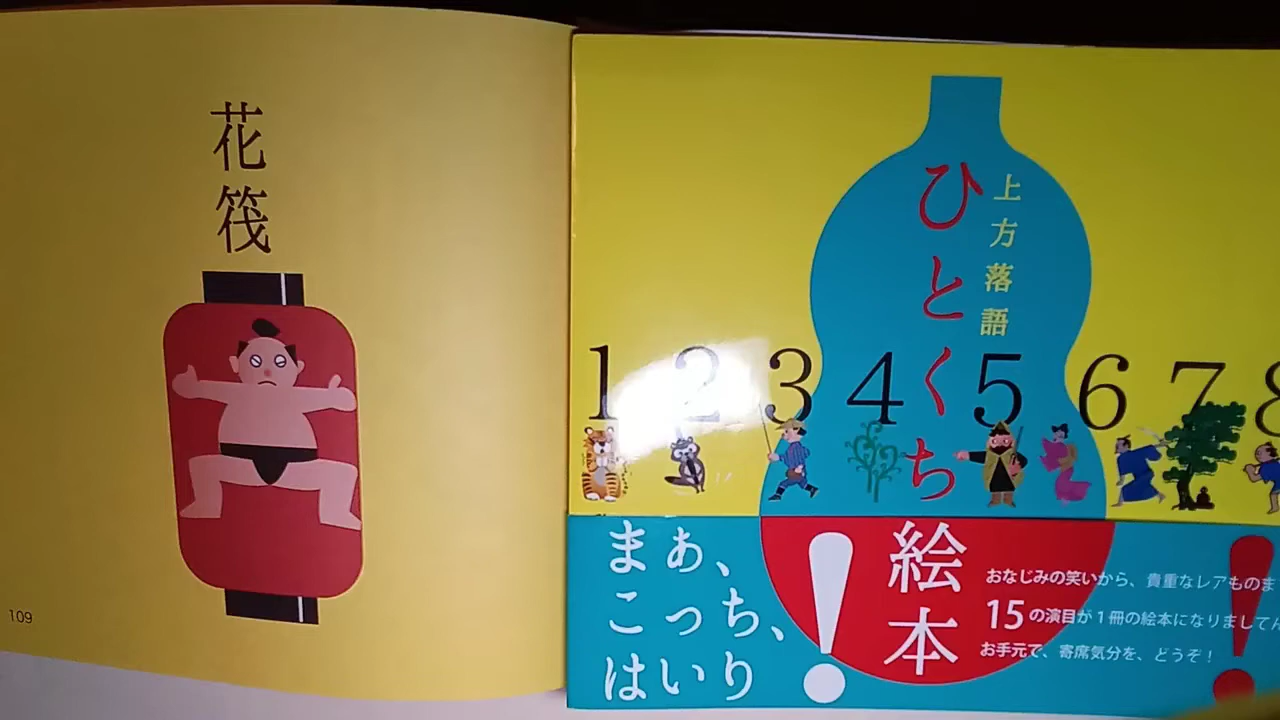 花筏
109
上方落語
ひとくち
絵本
1 2 3 4 5 6 7 8
まぁ、
こっち、
はいり
!
おなじみの笑いから、貴重なレアものま
15の演目が1冊の絵本になりましてん
お手元で、寄席気分を、どうぞ!
!